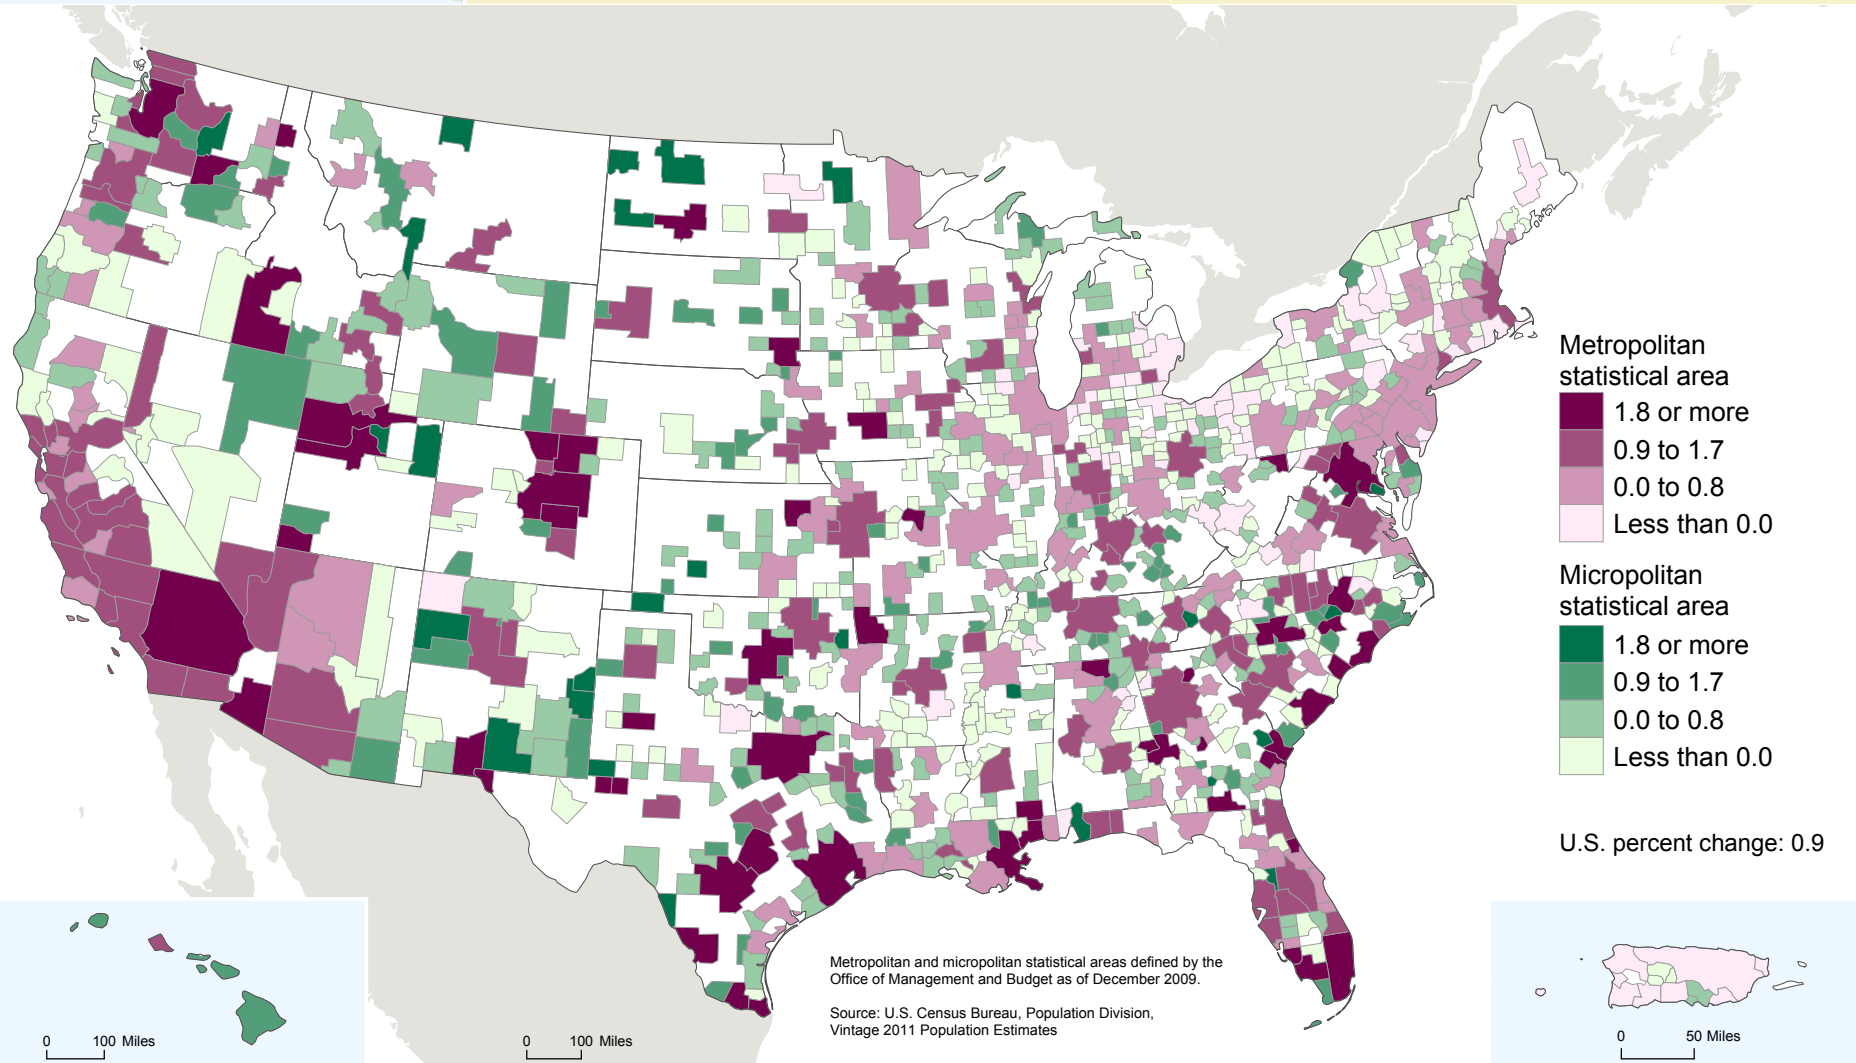 Metropolitan
statistical area
1.8 or more
0.9 to 1.7
0.0 to 0.8
Less than 0.0
Micropolitan
statistical area
1.8 or more
0.9 to 1.7
0.0 to 0.8
Less than 0.0
U.S. percent change: 0.9
Metropolitan and micropolitan statistical areas defined by the
Office of Management and Budget as of December 2009.
Source: U.S. Census Bureau, Population Division,
Vintage 2011 Population Estimates
0 100 Miles
0 100 Miles
0 50 Miles